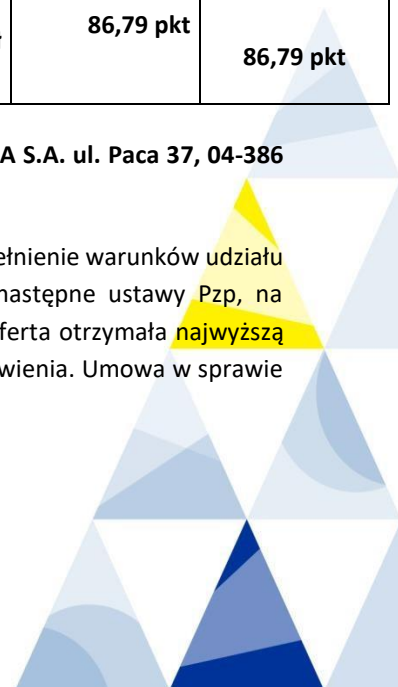 86,79 pkt
86,79 pkt
A S.A. ul. Paca 37, 04-386
ełnienie warunków udziału
następne ustawy Pzp, na
ferta otrzymała najwyższą
wienia. Umowa w sprawie